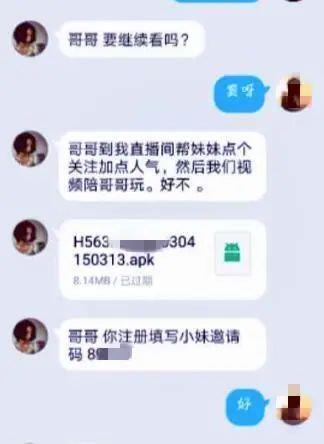 哥哥 要继续看吗?
要呀
哥哥到我直播间帮妹妹点个
关注加点人气，然后我们视
频陪哥哥玩。好不 。
H563 0304
150313.apk
8.14MB / 已过期
哥哥 你注册填写小妹邀请
码 8
好